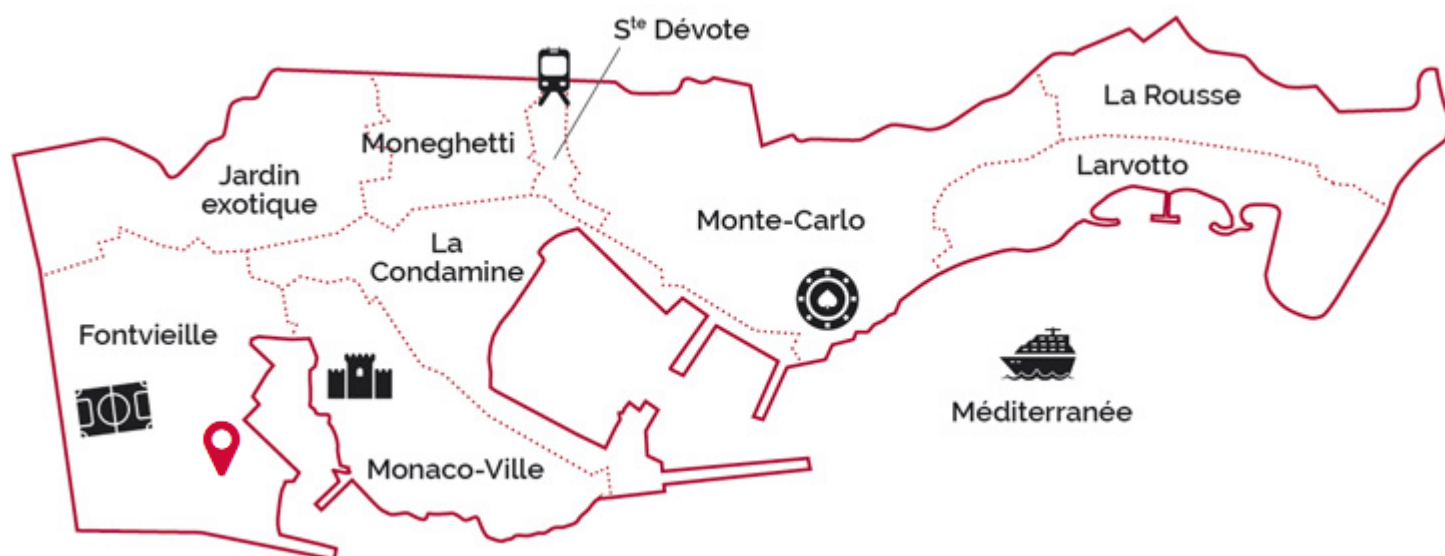 Sᵗᵉ Dévote
La Rousse
Moneghetti
Larvotto
Jardin
exotique
Monte-Carlo
La
Condamine
Fontvieille
Méditerranée
Monaco-Ville